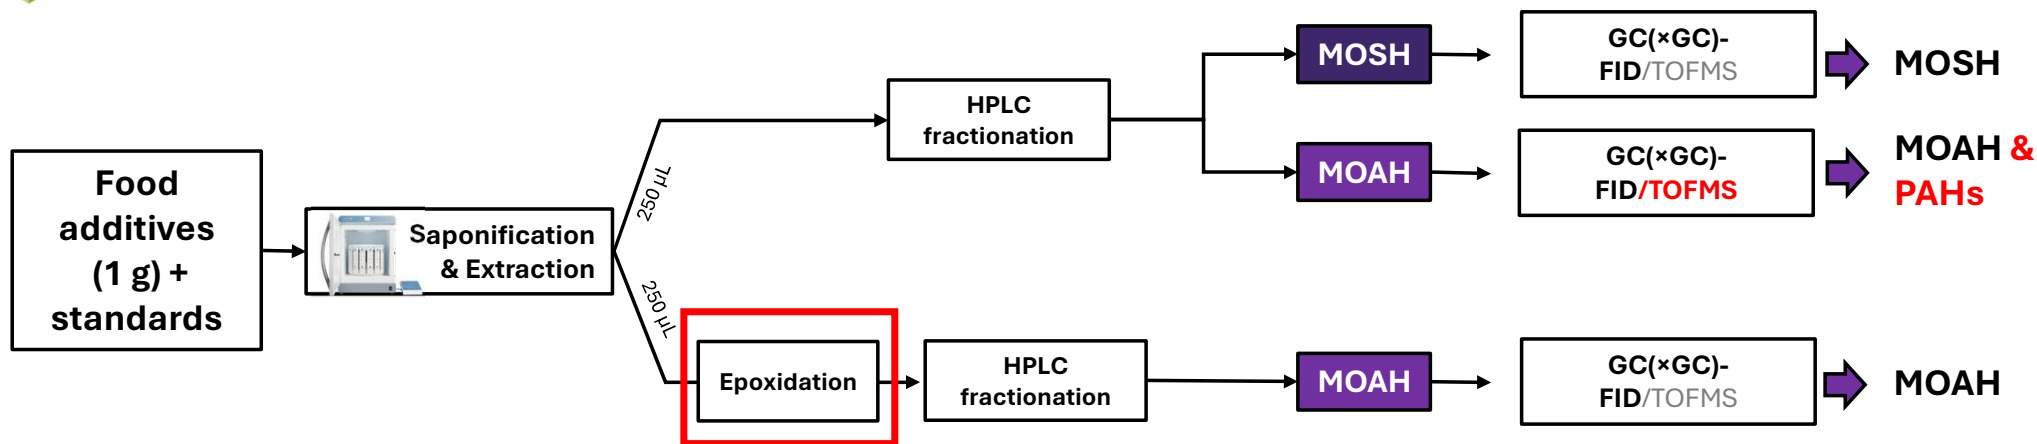 Food
additives
(1 g) +
standards
Saponification
& Extraction
250 µL
250 µL
HPLC
fractionation
MOSH
GC(×GC)-
FID/TOFMS
MOSH
MOAH
GC(×GC)-
FID/TOFMS
MOAH &
PAHs
Epoxidation
HPLC
fractionation
MOAH
GC(×GC)-
FID/TOFMS
MOAH